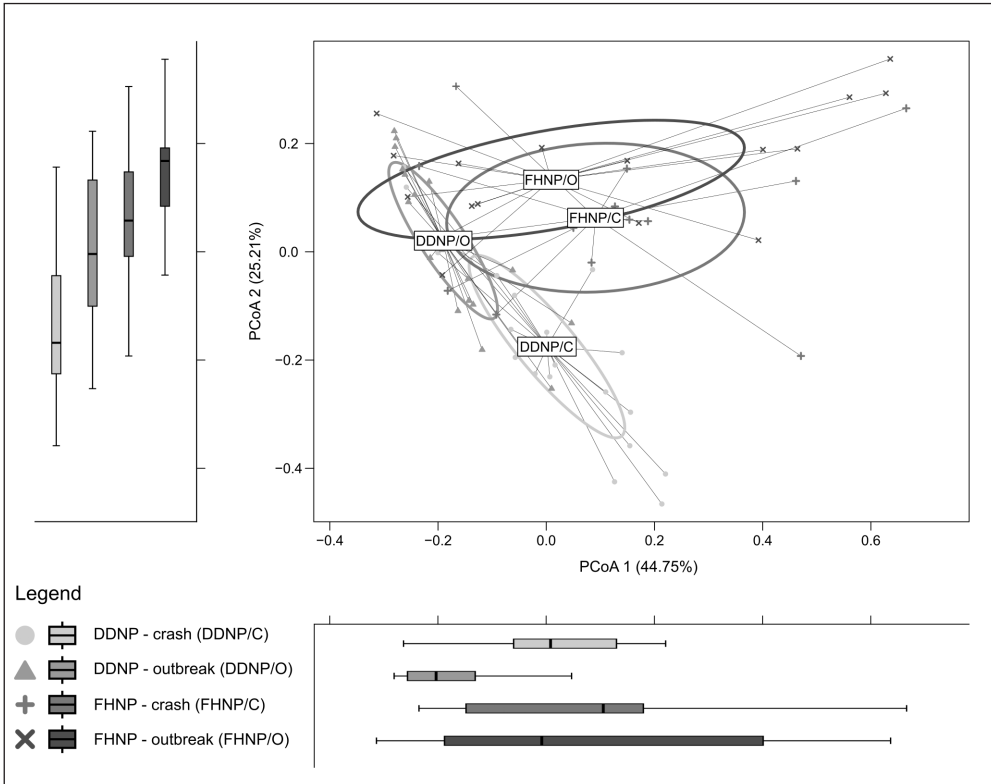 0.2
0.0
−0.2
−0.4
PCoA 2 (25.21%)
FHNP/O
FHNP/C
DDNP/O
DDNP/C
−0.4 −0.2 0.0 0.2 0.4 0.6
PCoA 1 (44.75%)
Legend
DDNP - crash (DDNP/C)
DDNP - outbreak (DDNP/O)
FHNP - crash (FHNP/C)
FHNP - outbreak (FHNP/O)